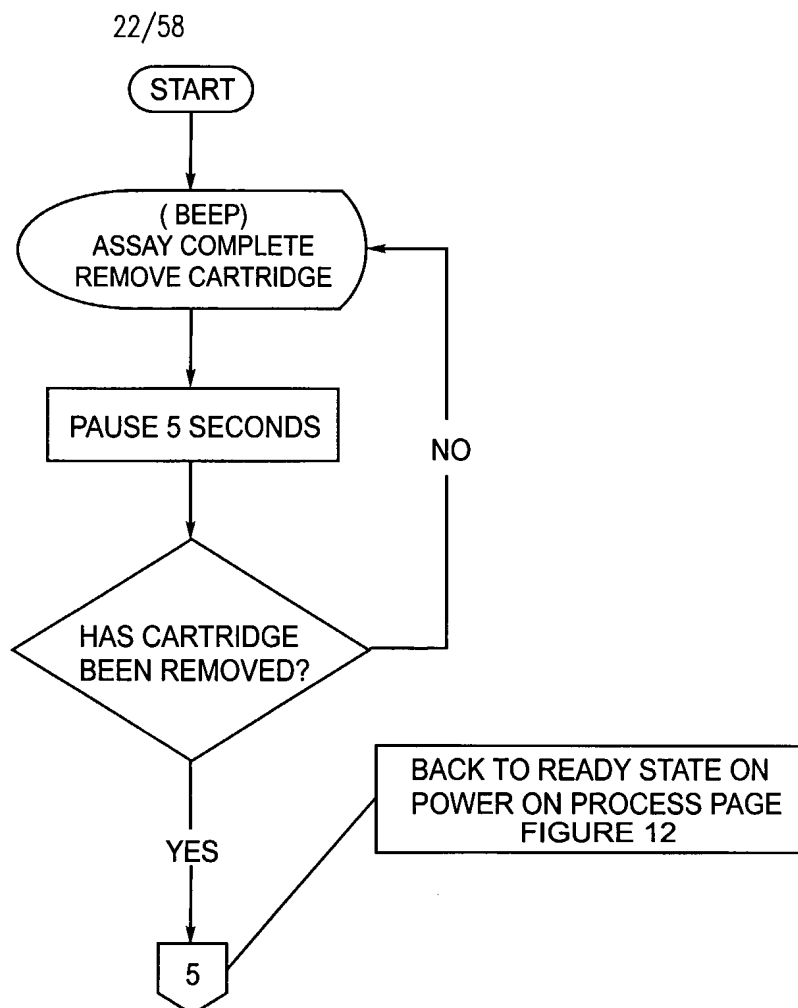 22/58
START
( BEEP)
ASSAY COMPLETE
REMOVE CARTRIDGE
PAUSE 5 SECONDS
NO
HAS CARTRIDGE
BEEN REMOVED?
BACK TO READY STATE ON
POWER ON PROCESS PAGE
FIGURE 12
YES
5